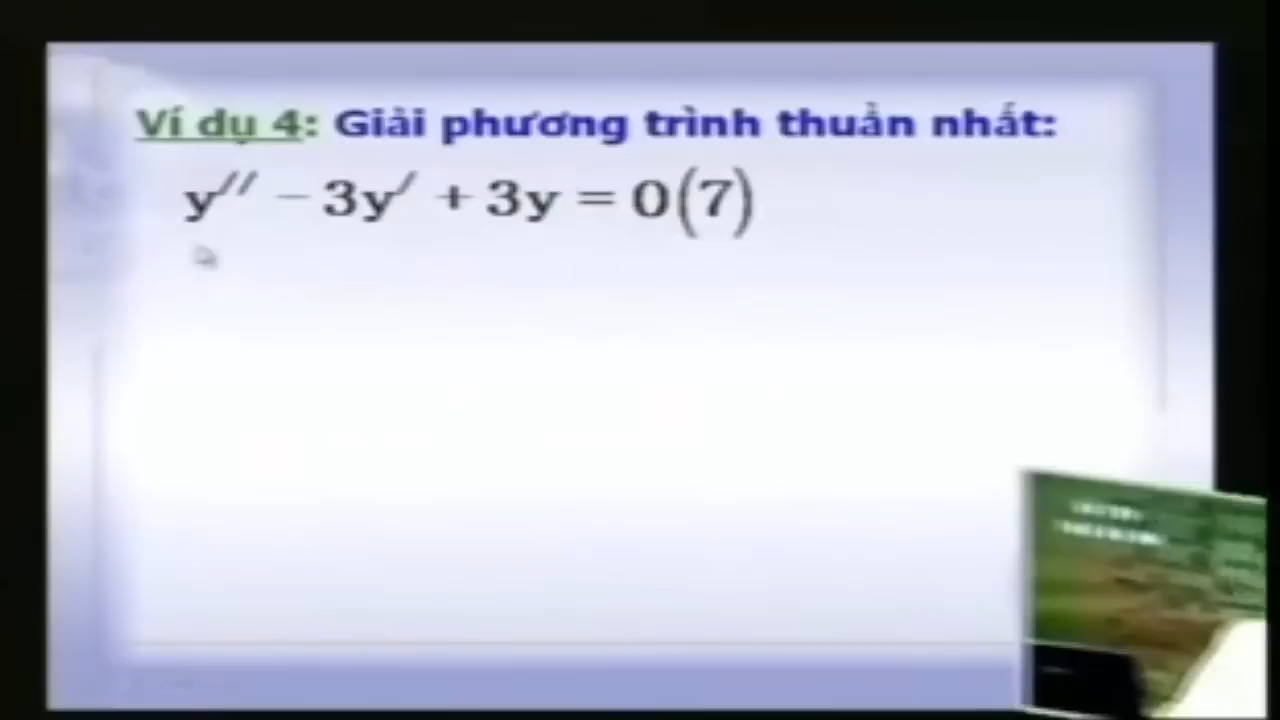 Ví dụ 4: Giải phương trình thuần nhất:
y// − 3y/ + 3y = 0(7)